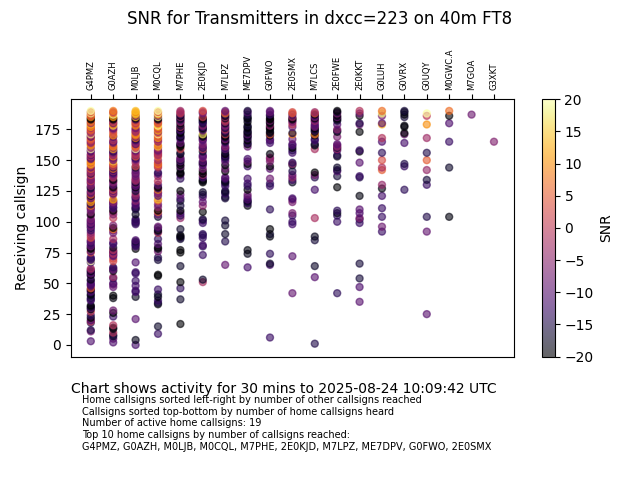 SNR for Transmitters in dxcc=223 on 40m FT8
G4PMZ G0AZH M0LJB M0CQL M7PHE 2E0KJD M7LPZ ME7DPV G0FWO 2E0SMX M7LCS 2E0FWE 2E0KKT G0LUH G0VRX G0UQY M0GWC.A M7GOA G3XKT
Receiving callsign
175
150
125
100
75
50
25
0
20
15
10
5
0
−5
−10
−15
−20
SNR
Chart shows activity for 30 mins to 2025-08-24 10:09:42 UTC
Home callsigns sorted left-right by number of other callsigns reached
Callsigns sorted top-bottom by number of home callsigns heard
Number of active home callsigns: 19
Top 10 home callsigns by number of callsigns reached:
G4PMZ, G0AZH, M0LJB, M0CQL, M7PHE, 2E0KJD, M7LPZ, ME7DPV, G0FWO, 2E0SMX